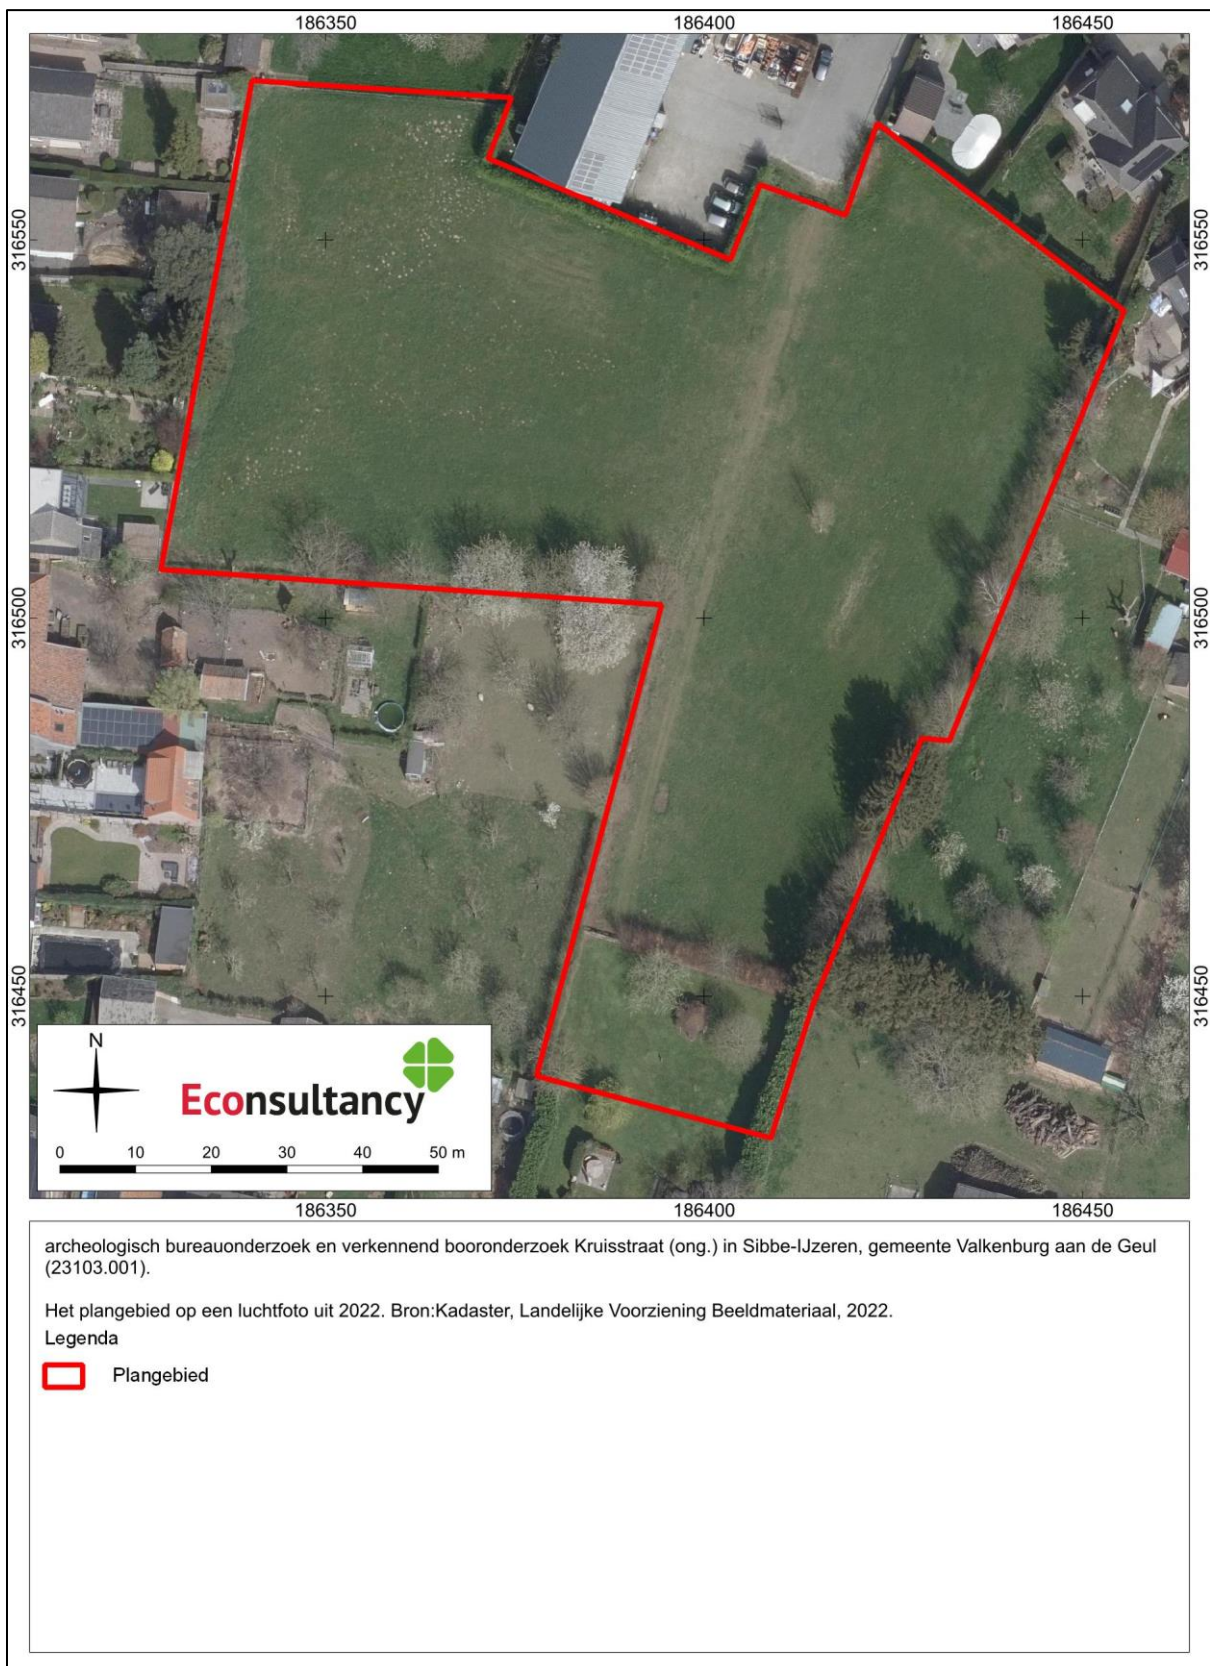 186350 186400 186450
316550 316550
316500 316500
316450 316450
N
Econsultancy
0 10 20 30 40 50 m
186350 186400 186450
archeologisch bureauonderzoek en verkennend booronderzoek Kruisstraat (ong.) in Sibbe-IJzeren, gemeente Valkenburg aan de Geul
(23103.001).
Het plangebied op een luchtfoto uit 2022. Bron:Kadaster, Landelijke Voorziening Beeldmateriaal, 2022.
Legenda
Plangebied